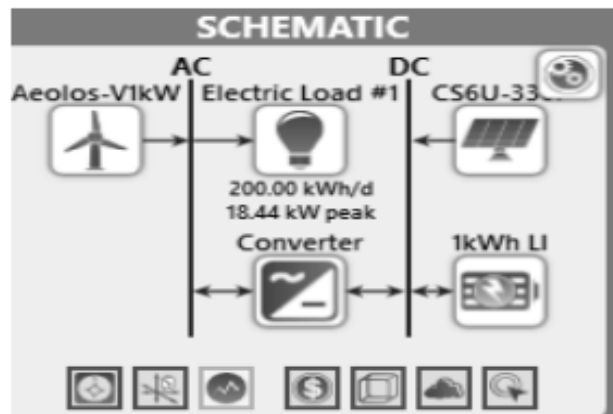 SCHEMATIC
AC DC
Aeolos-V1kW Electric Load #1
200.00 kWh/d
18.44 kW peak
Converter 1kWh LI